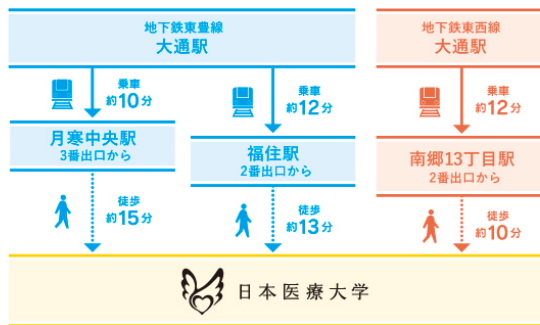 地下鉄東豊線
大通駅
地下鉄東西線
大通駅
乗車
約10分
乗車
約12分
乗車
約12分
月寒中央駅
3番出口から
福住駅
2番出口から
南郷13丁目駅
2番出口から
徒歩
約15分
徒歩
約13分
徒歩
約10分
日本医療大学